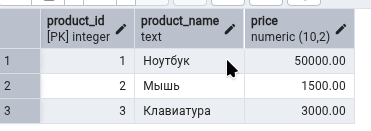 product_id product_name price
[PK] integer text numeric (10,2)
1 1 Ноутбук 50000.00
2 2 Мышь 1500.00
3 3 Клавиатура 3000.00